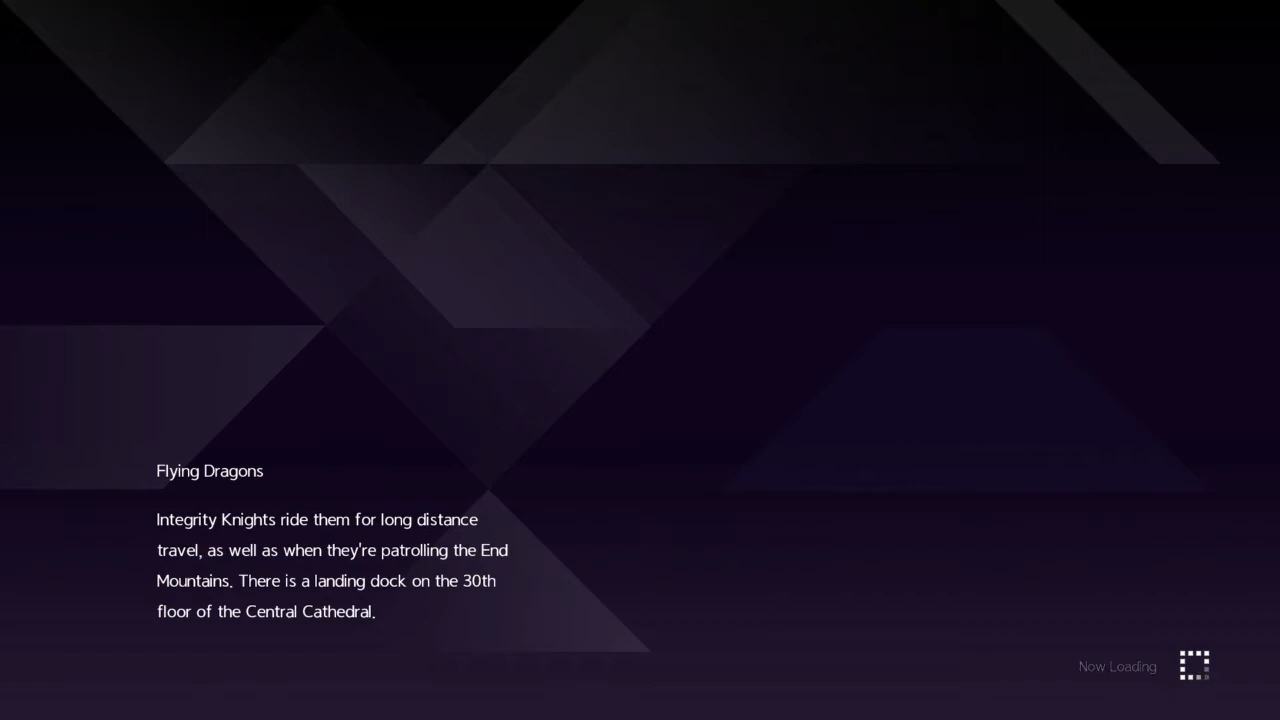 Flying Dragons
Integrity Knights ride them for long distance
travel, as well as when they're patrolling the End
Mountains. There is a landing dock on the 30th
floor of the Central Cathedral.
Now Loading